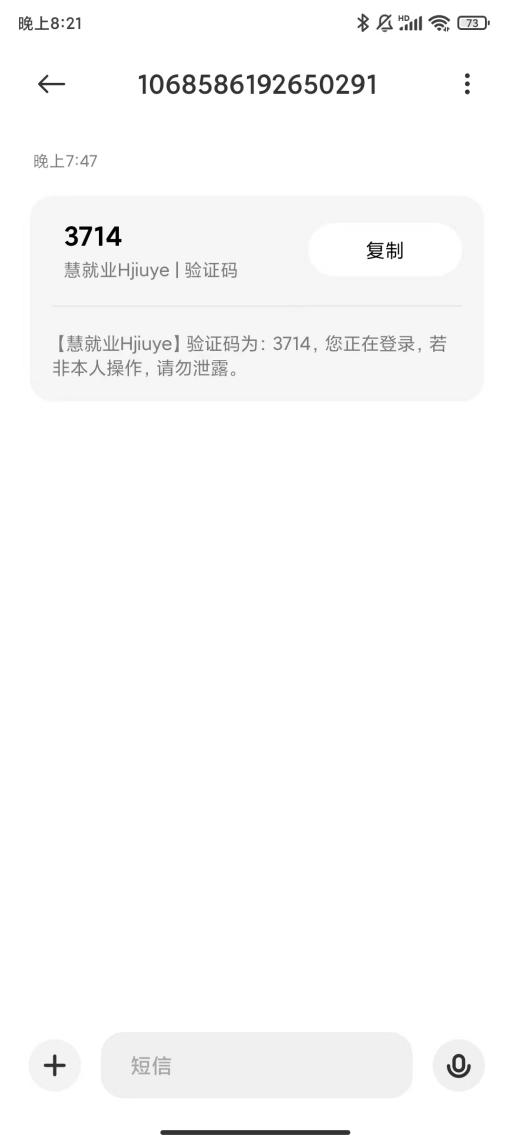 晚上8:21
HD
73
1068586192650291
晚上7:47
3714
复制
慧就业Hjiuye | 验证码
【慧就业Hjiuye】验证码为：3714，您正在登录，若
非本人操作，请勿泄露。
短信